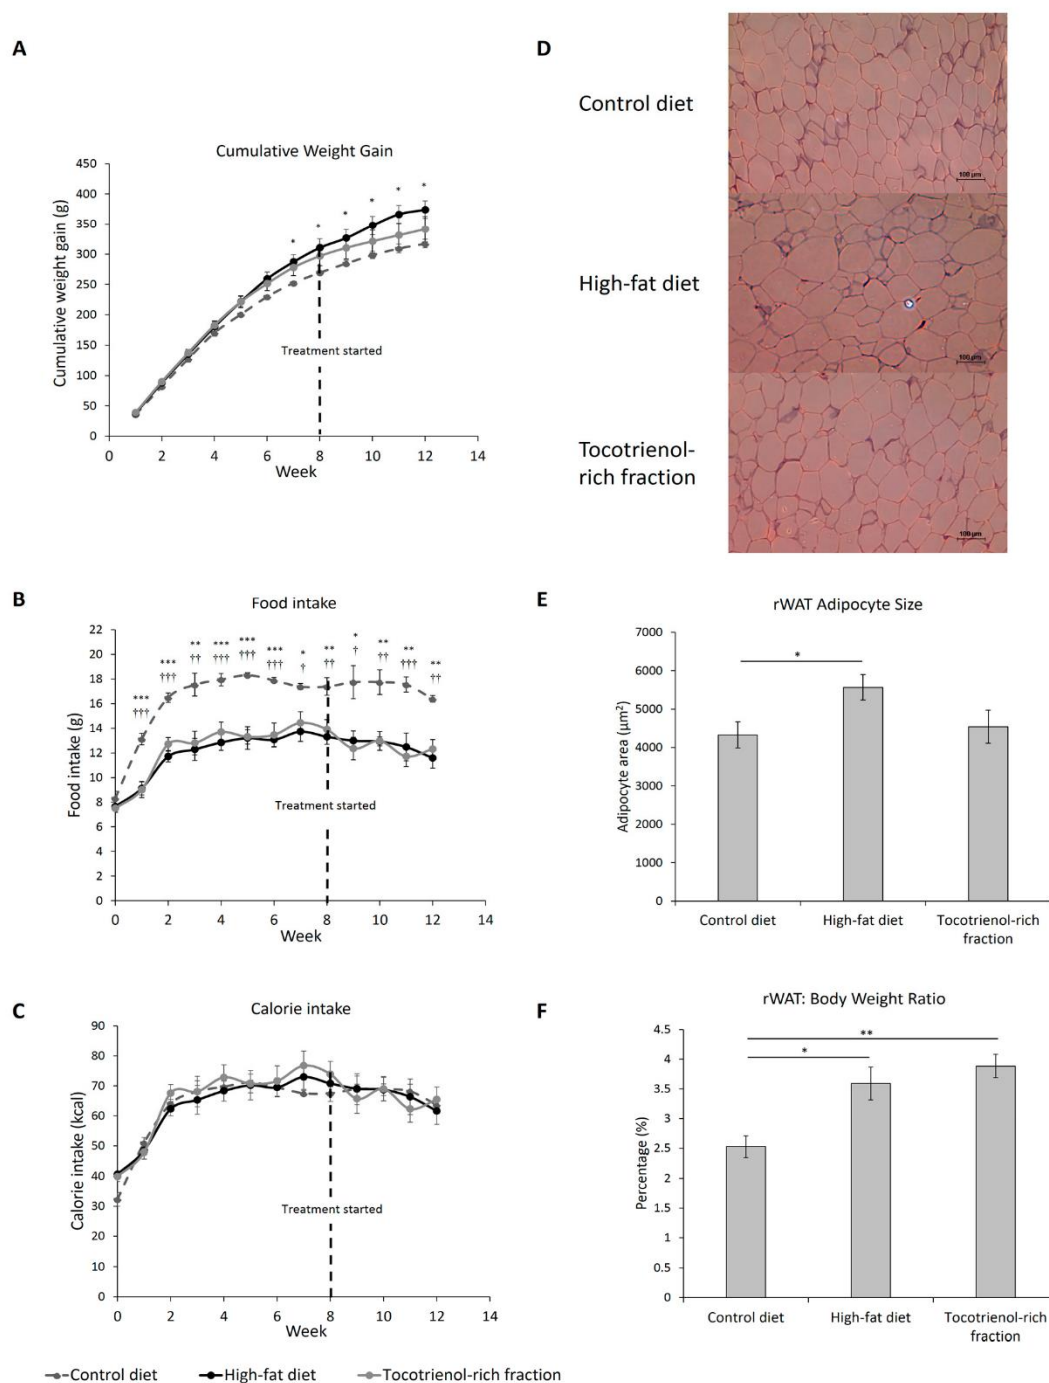 A
Cumulative Weight Gain
450
400
350
300
250
200
150
100
50
0
Cumulative weight gain (g)
* * * * * *
Treatment started
0 2 4 6 8 10 12 14
Week
B
Food intake
22
20
18
16
14
12
10
8
6
4
2
0
Food intake (g)
*** *** ** *** *** *** * ** * ** *** **
††† ††† †† ††† ††† ††† † †† † †† ††† ††
Treatment started
0 2 4 6 8 10 12 14
Week
C
Calorie intake
90
80
70
60
50
40
30
20
10
0
Calorie intake (kcal)
Treatment started
0 2 4 6 8 10 12 14
Week
Control diet High-fat diet Tocotrienol-rich fraction
D
Control diet
100 µm
High-fat diet
100 µm
Tocotrienol-
rich fraction
100 µm
E
rWAT Adipocyte Size
7000
6000
5000
4000
3000
2000
1000
0
Adipocyte area (µm²)
*
Control diet High-fat diet Tocotrienol-rich
fraction
F
rWAT: Body Weight Ratio
4.5
4
3.5
3
2.5
2
1.5
1
0.5
0
Percentage (%)
**
*
Control diet High-fat diet Tocotrienol-rich
fraction